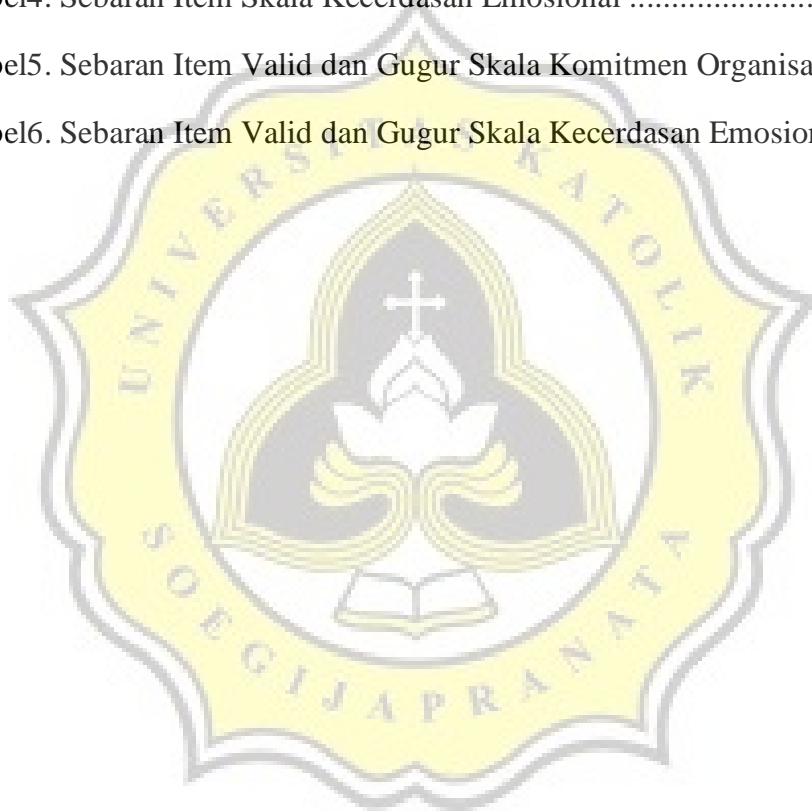 bel4. Sebaran Item Skala Kecerdasan Emosional ........................
bel5. Sebaran Item Valid dan Gugur Skala Komitmen Organisa
bel6. Sebaran Item Valid dan Gugur Skala Kecerdasan Emosion
UNIVERSITAS KATOLIK
SOEGIJAPRANATA